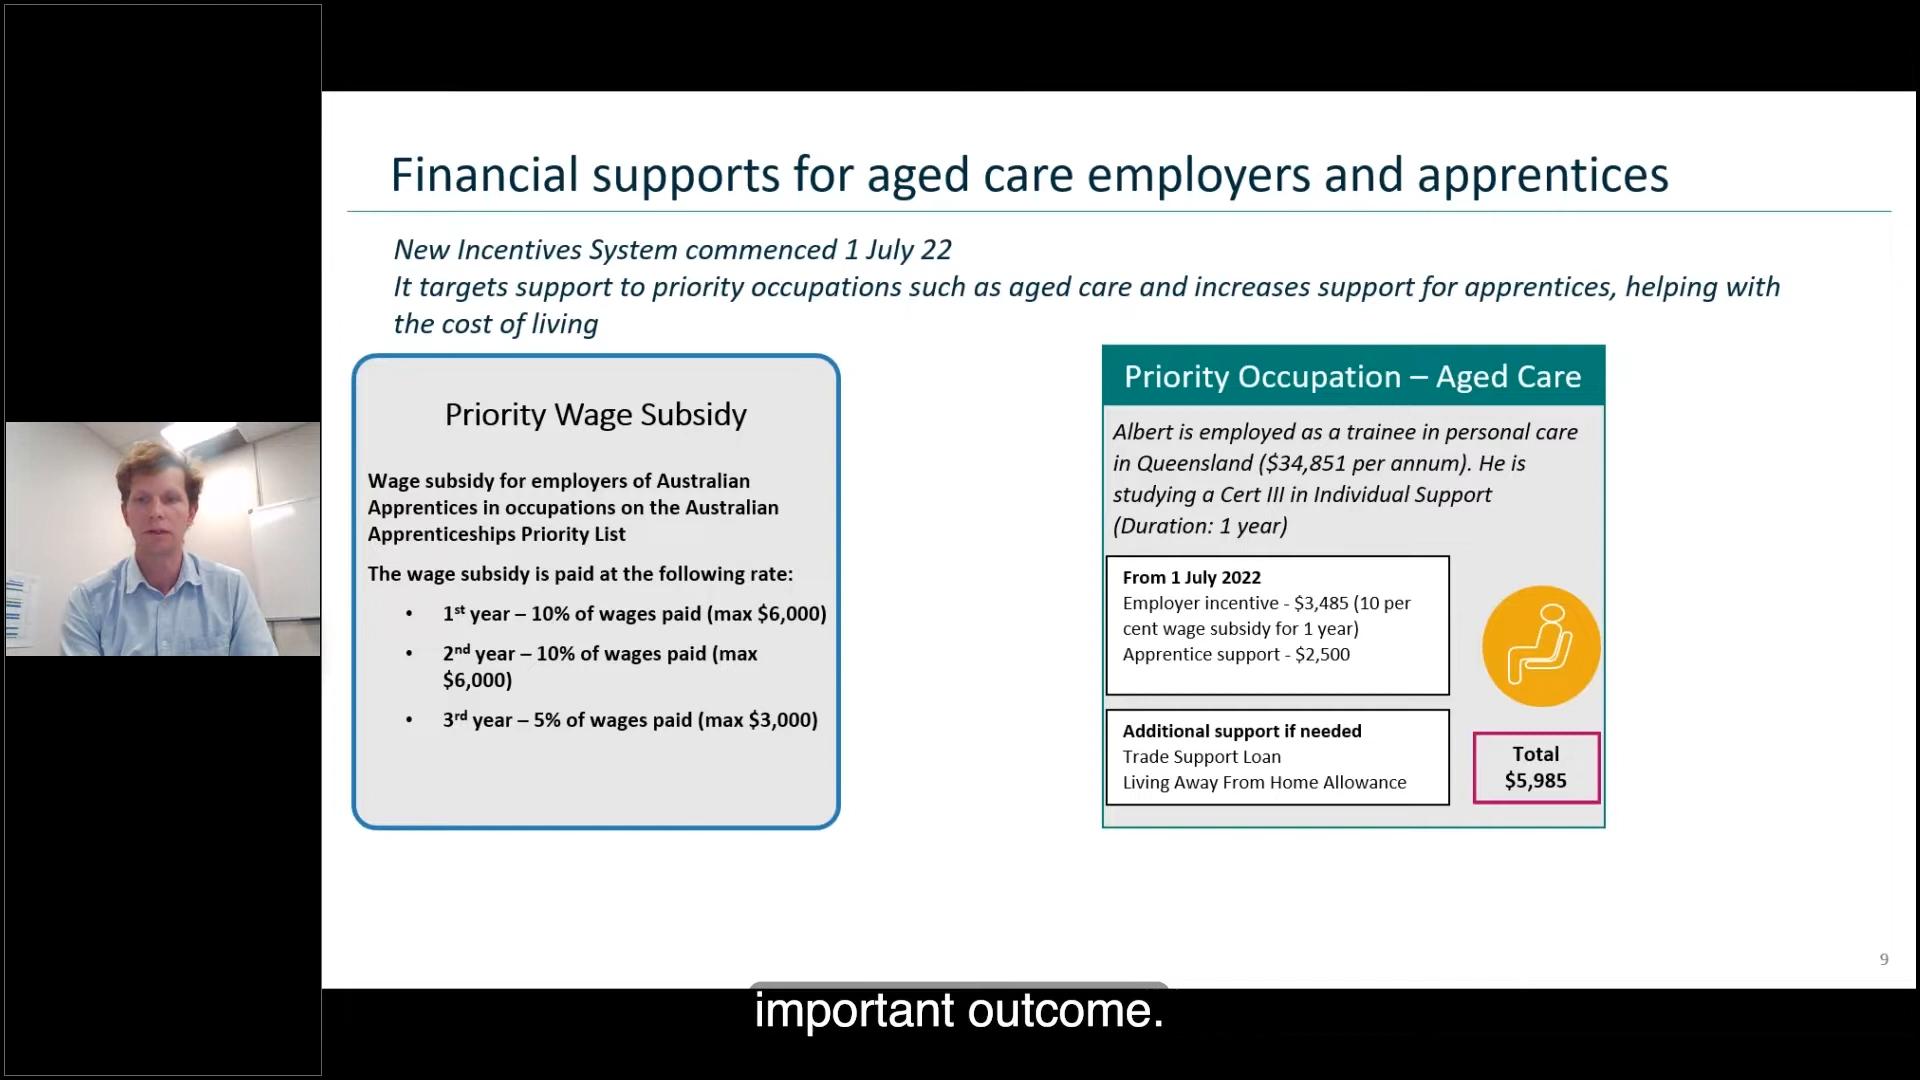 Financial supports for aged care employers and apprentices
New Incentives System commenced 1 July 22
It targets support to priority occupations such as aged care and increases support for apprentices, helping with
the cost of living
Priority Wage Subsidy
Wage subsidy for employers of Australian
Apprentices in occupations on the Australian
Apprenticeships Priority List
The wage subsidy is paid at the following rate:
• 1st year – 10% of wages paid (max $6,000)
• 2nd year – 10% of wages paid (max
$6,000)
• 3rd year – 5% of wages paid (max $3,000)
Priority Occupation – Aged Care
Albert is employed as a trainee in personal care
in Queensland ($34,851 per annum). He is
studying a Cert III in Individual Support
(Duration: 1 year)
From 1 July 2022
Employer incentive - $3,485 (10 per
cent wage subsidy for 1 year)
Apprentice support - $2,500
Additional support if needed
Trade Support Loan
Living Away From Home Allowance
Total
$5,985
9
important outcome.